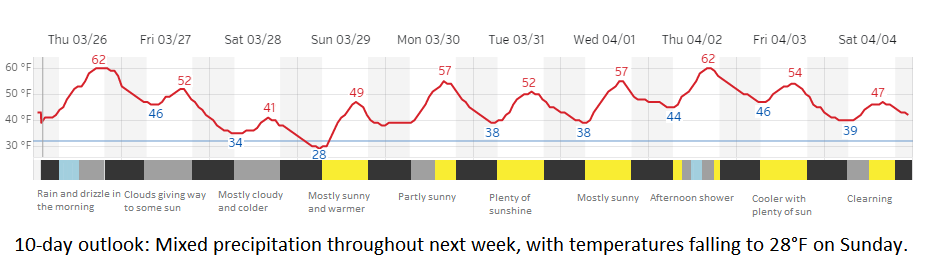 Thu 03/26 Fri 03/27 Sat 03/28 Sun 03/29 Mon 03/30 Tue 03/31 Wed 04/01 Thu 04/02 Fri 04/03 Sat 04/04
60 °F 62 52 41 49 57 52 57 62 54 47
50 °F
40 °F 46 34 28 38 38 44 46 39
30 °F
Rain and drizzle in Clouds giving way Mostly cloudy Mostly sunny Partly sunny Plenty of Mostly sunny Afternoon shower Cooler with Clearning
the morning to some sun and colder and warmer sunshine plenty of sun
10-day outlook: Mixed precipitation throughout next week, with temperatures falling to 28°F on Sunday.